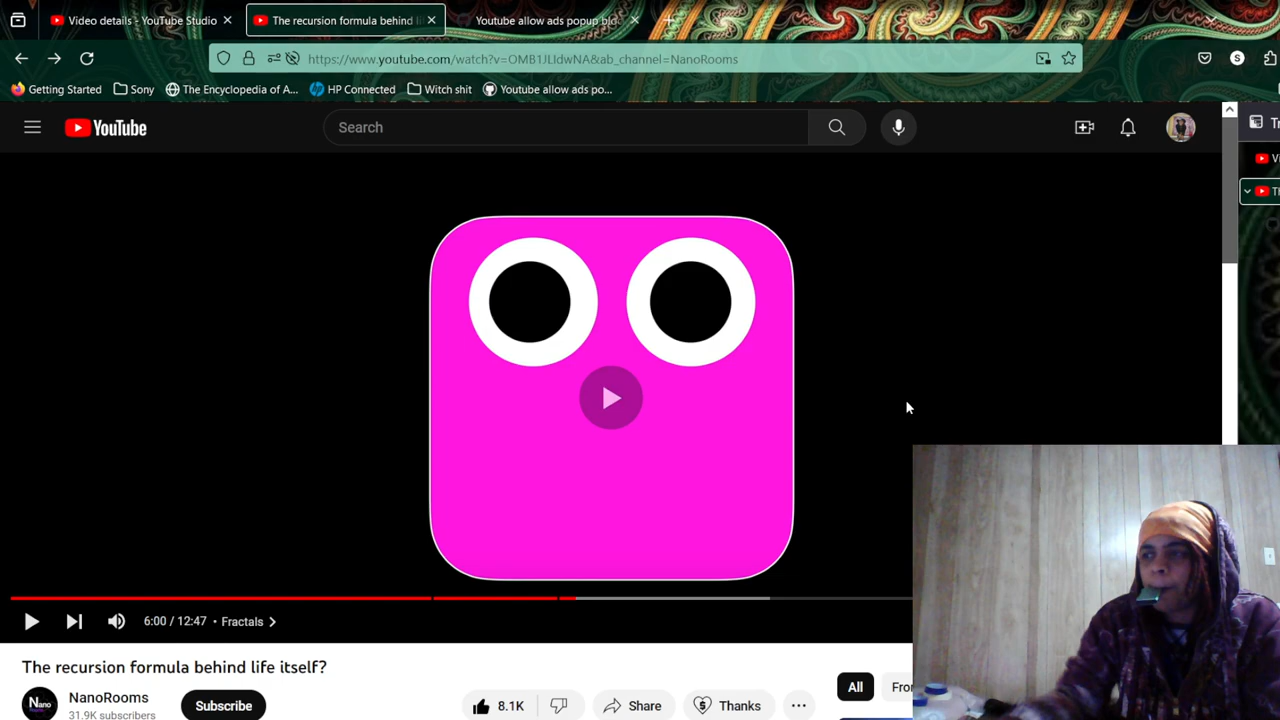 Video details - YouTube Studio
The recursion formula behind li
Youtube allow ads popup blo
https://www.youtube.com/watch?v=OMB1JLIdwNA&ab_channel=NanoRooms
S
Getting Started
Sony
The Encyclopedia of A...
HP Connected
Witch shit
Youtube allow ads po...
YouTube
Search
6:00 / 12:47 • Fractals
The recursion formula behind life itself?
Nano
NanoRooms
31.9K subscribers
Subscribe
8.1K
Share
Thanks
All